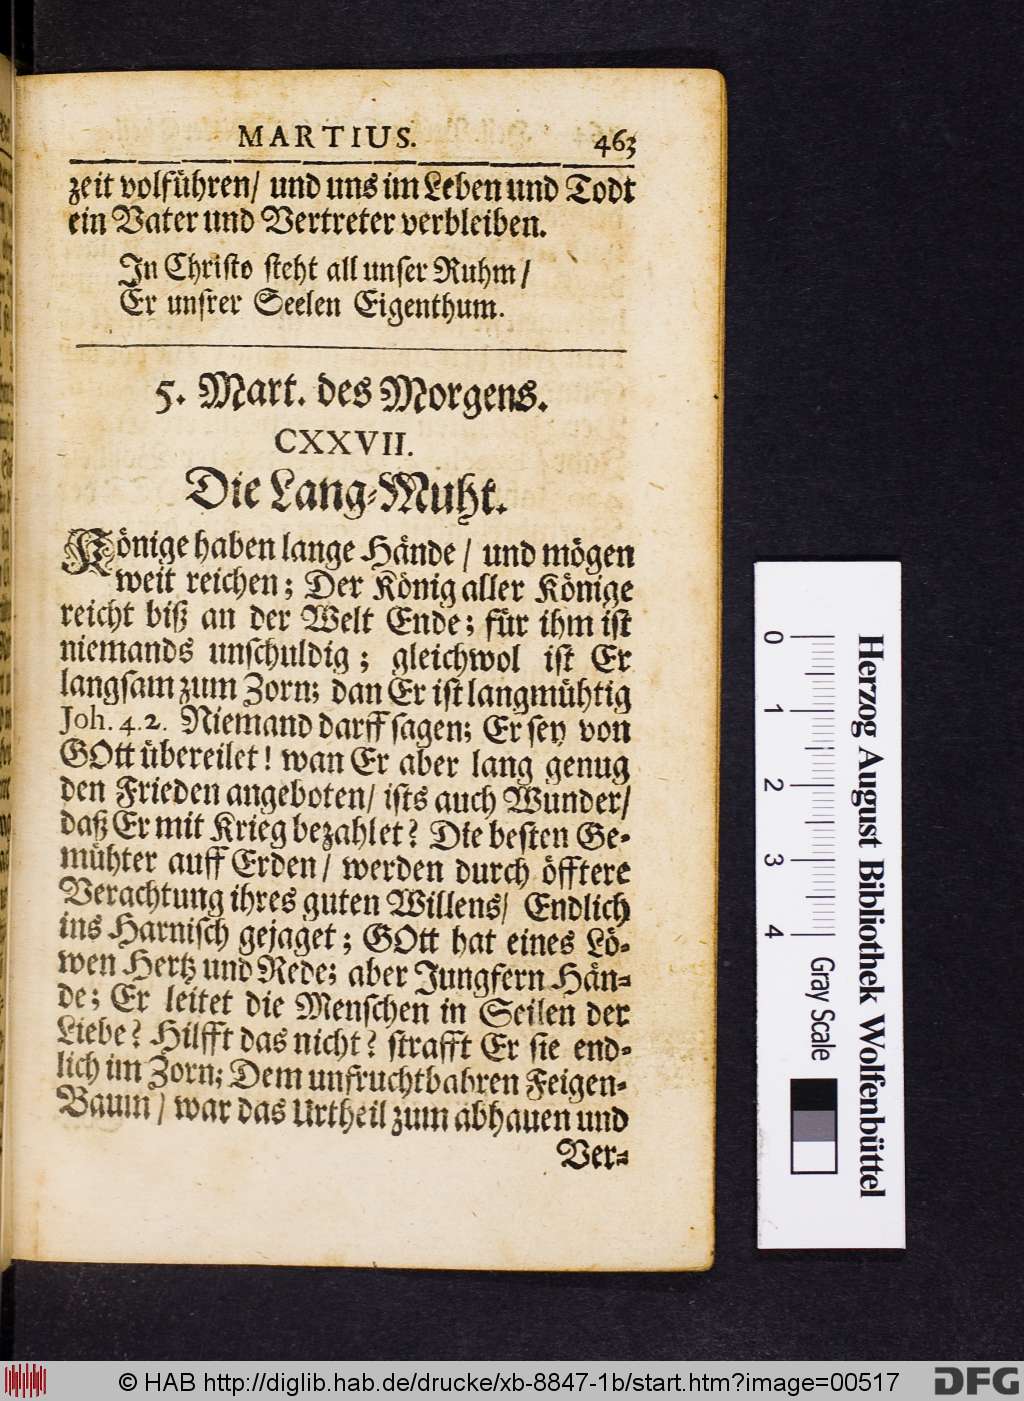 MARTIUS. 463
zeit volführen/ und uns im Leben und Todt
ein Vater und Vertreter verbleiben.
In Christo steht all unser Ruhm/
Er unsrer Seelen Eigenthum.
5. Mart. des Morgens.
CXXVII.
Die Lang-Muht.
Könige haben lange Hände/ und mögen
weit reichen; Der König aller Könige
reicht biß an der Welt Ende; für ihm ist
niemands unschuldig; gleichwol ist Er
langsam zum Zorn; dan Er ist langmühtig
Joh. 4. 2. Niemand darff sagen; Er sey von
GOtt übereilet! wan Er aber lang genug
den Frieden angeboten/ ists auch Wunder/
daß Er mit Krieg bezahlet? Die besten Ge-
mühter auff Erden/ werden durch öfftere
Verachtung ihres guten Willens/ Endlich
ins Harnisch gejaget; GOtt hat eines Lö-
wen Hertz und Rede; aber Jungfern Hän-
de; Er leitet die Menschen in Seilen der
Liebe? Hilfft das nicht? strafft Er sie end-
lich im Zorn; Dem unfruchtbahren Feigen-
Baum/ war das Urtheil zum abhauen und
Ver-
0 1 2 3 4
Gray Scale
Herzog August Bibliothek Wolfenbüttel
© HAB http://diglib.hab.de/drucke/xb-8847-1b/start.htm?image=00517
DFG